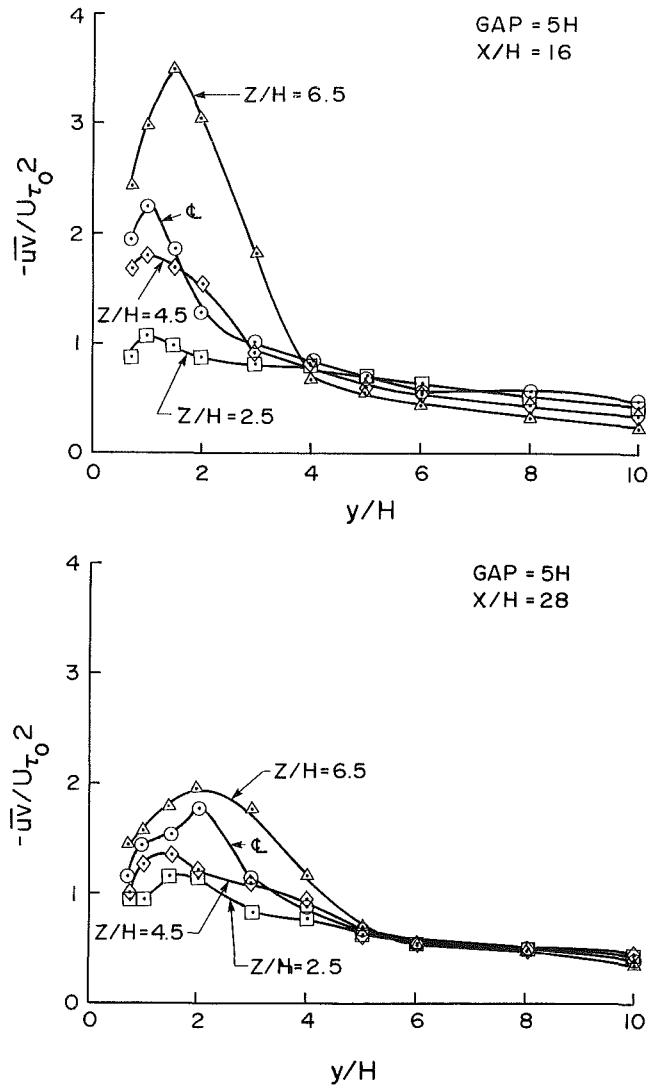 GAP = 5H
X/H = 16
4
3
2
1
0
-uv/Uτ₀2
Z/H = 6.5
℄
Z/H = 4.5
Z/H = 2.5
0 2 4 6 8 10
y/H
GAP = 5H
X/H = 28
4
3
2
1
0
-uv/Uτ₀2
Z/H = 6.5
℄
Z/H = 4.5
Z/H = 2.5
0 2 4 6 8 10
y/H